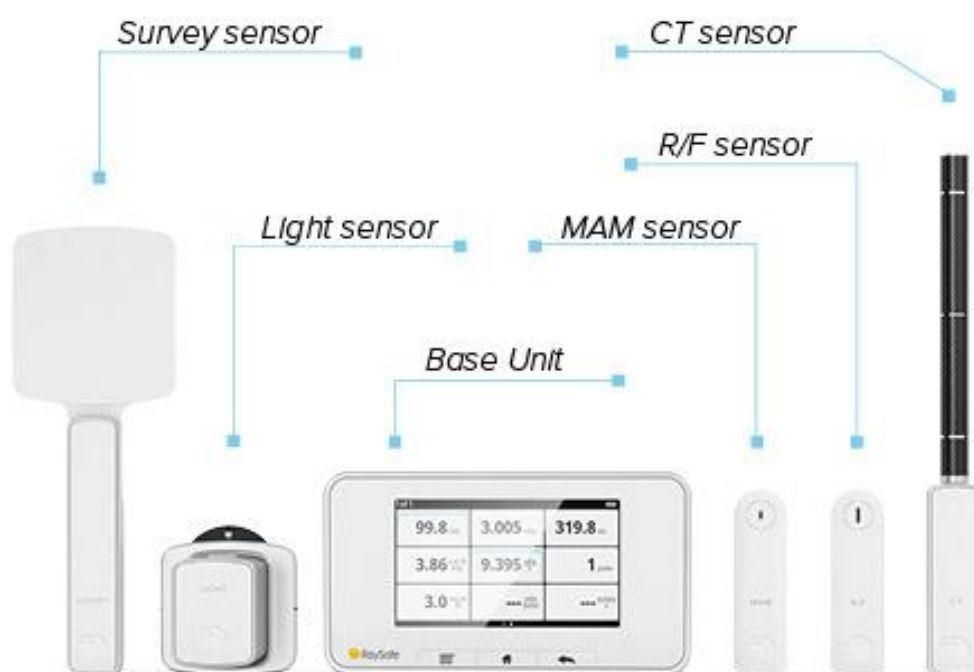 Survey sensor
CT sensor
R/F sensor
Light sensor
MAM sensor
Base Unit
99.8
3.005
319.8
3.86
9.395
1
3.0
---
---
RaySafe